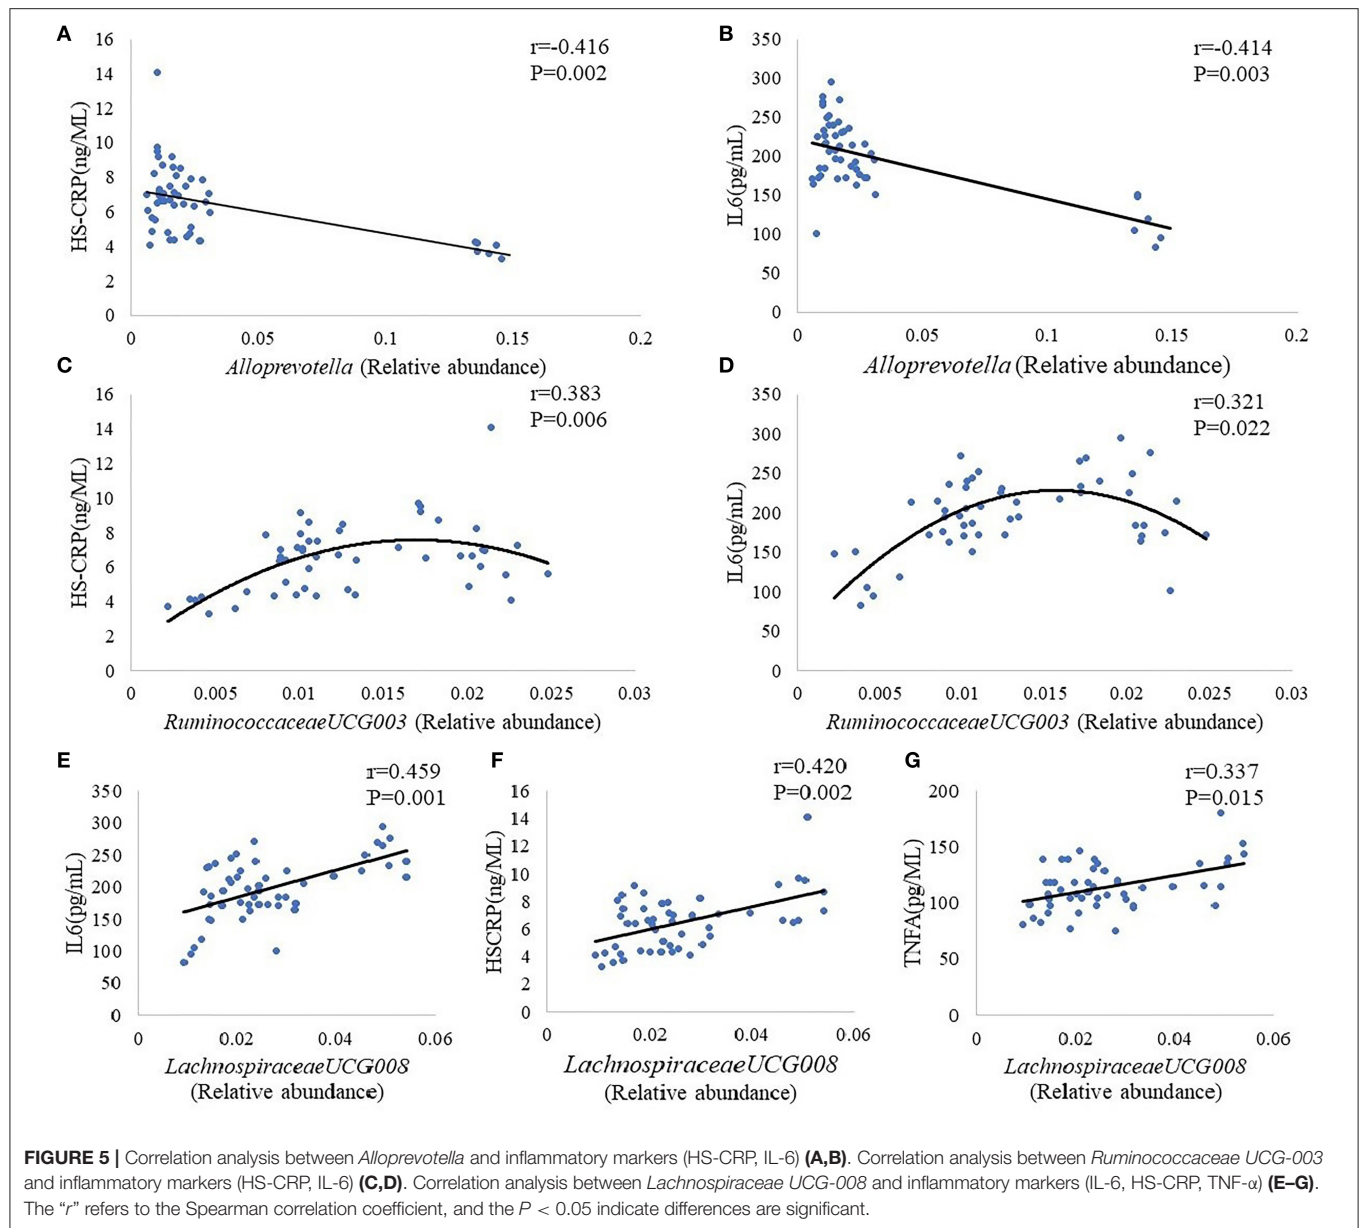 A
r=-0.416
P=0.002
16
14
12
10
8
6
4
2
0
HS-CRP(ng/ML)
0 0.05 0.1 0.15 0.2
Alloprevotella (Relative abundance)
B
r=-0.414
P=0.003
350
300
250
200
150
100
50
0
IL6(pg/mL)
0 0.05 0.1 0.15 0.2
Alloprevotella (Relative abundance)
C
r=0.383
P=0.006
16
14
12
10
8
6
4
2
0
HS-CRP(ng/ML)
0 0.005 0.01 0.015 0.02 0.025 0.03
RuminococcaceaeUCG003 (Relative abundance)
D
r=0.321
P=0.022
350
300
250
200
150
100
50
0
IL6(pg/mL)
0 0.005 0.01 0.015 0.02 0.025 0.03
RuminococcaceaeUCG003 (Relative abundance)
E
r=0.459
P=0.001
350
300
250
200
150
100
50
0
IL6(pg/mL)
0 0.02 0.04 0.06
LachnospiraceaeUCG008
(Relative abundance)
F
r=0.420
P=0.002
16
14
12
10
8
6
4
2
0
HSCRP(ng/ML)
0 0.02 0.04 0.06
LachnospiraceaeUCG008
(Relative abundance)
G
r=0.337
P=0.015
200
150
100
50
0
TNFA(pg/ML)
0 0.02 0.04 0.06
LachnospiraceaeUCG008
(Relative abundance)
FIGURE 5 | Correlation analysis between Alloprevotella and inflammatory markers (HS-CRP, IL-6) (A,B). Correlation analysis between Ruminococcaceae UCG-003
and inflammatory markers (HS-CRP, IL-6) (C,D). Correlation analysis between Lachnospiraceae UCG-008 and inflammatory markers (IL-6, HS-CRP, TNF-α) (E–G).
The “r” refers to the Spearman correlation coefficient, and the P < 0.05 indicate differences are significant.